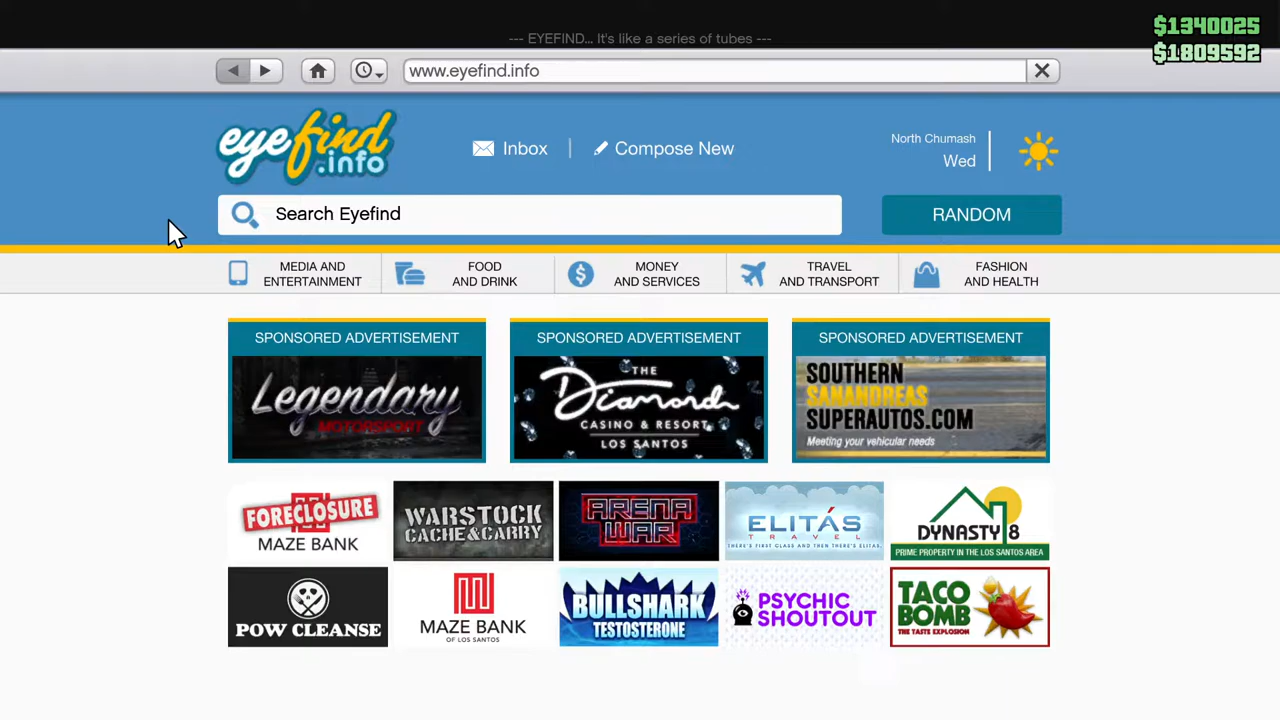 --- EYEFIND... It's like a series of tubes ---
$1340025
$1809592
www.eyefind.info
eyefind
.info
Inbox
Compose New
North Chumash
Wed
Search Eyefind
RANDOM
MEDIA AND
ENTERTAINMENT
FOOD
AND DRINK
MONEY
AND SERVICES
TRAVEL
AND TRANSPORT
FASHION
AND HEALTH
SPONSORED ADVERTISEMENT
Legendary
MOTORSPORT
SPONSORED ADVERTISEMENT
THE
Diamond
CASINO & RESORT
LOS SANTOS
SPONSORED ADVERTISEMENT
SOUTHERN
SANANDREAS
SUPERAUTOS.COM
Meeting your vehicular needs
FORECLOSURE
MAZE BANK
WARSTOCK
CACHE&CARRY
ARENA
WAR
ELITÁS
TRAVEL
THERE'S FIRST CLASS AND THEN THERE'S ELITAS.
DYNASTY 8
PRIME PROPERTY IN THE LOS SANTOS AREA
POW CLEANSE
MAZE BANK
OF LOS SANTOS
BULLSHARK
TESTOSTERONE
PSYCHIC
SHOUTOUT
TACO
BOMB
THE TASTE EXPLOSION